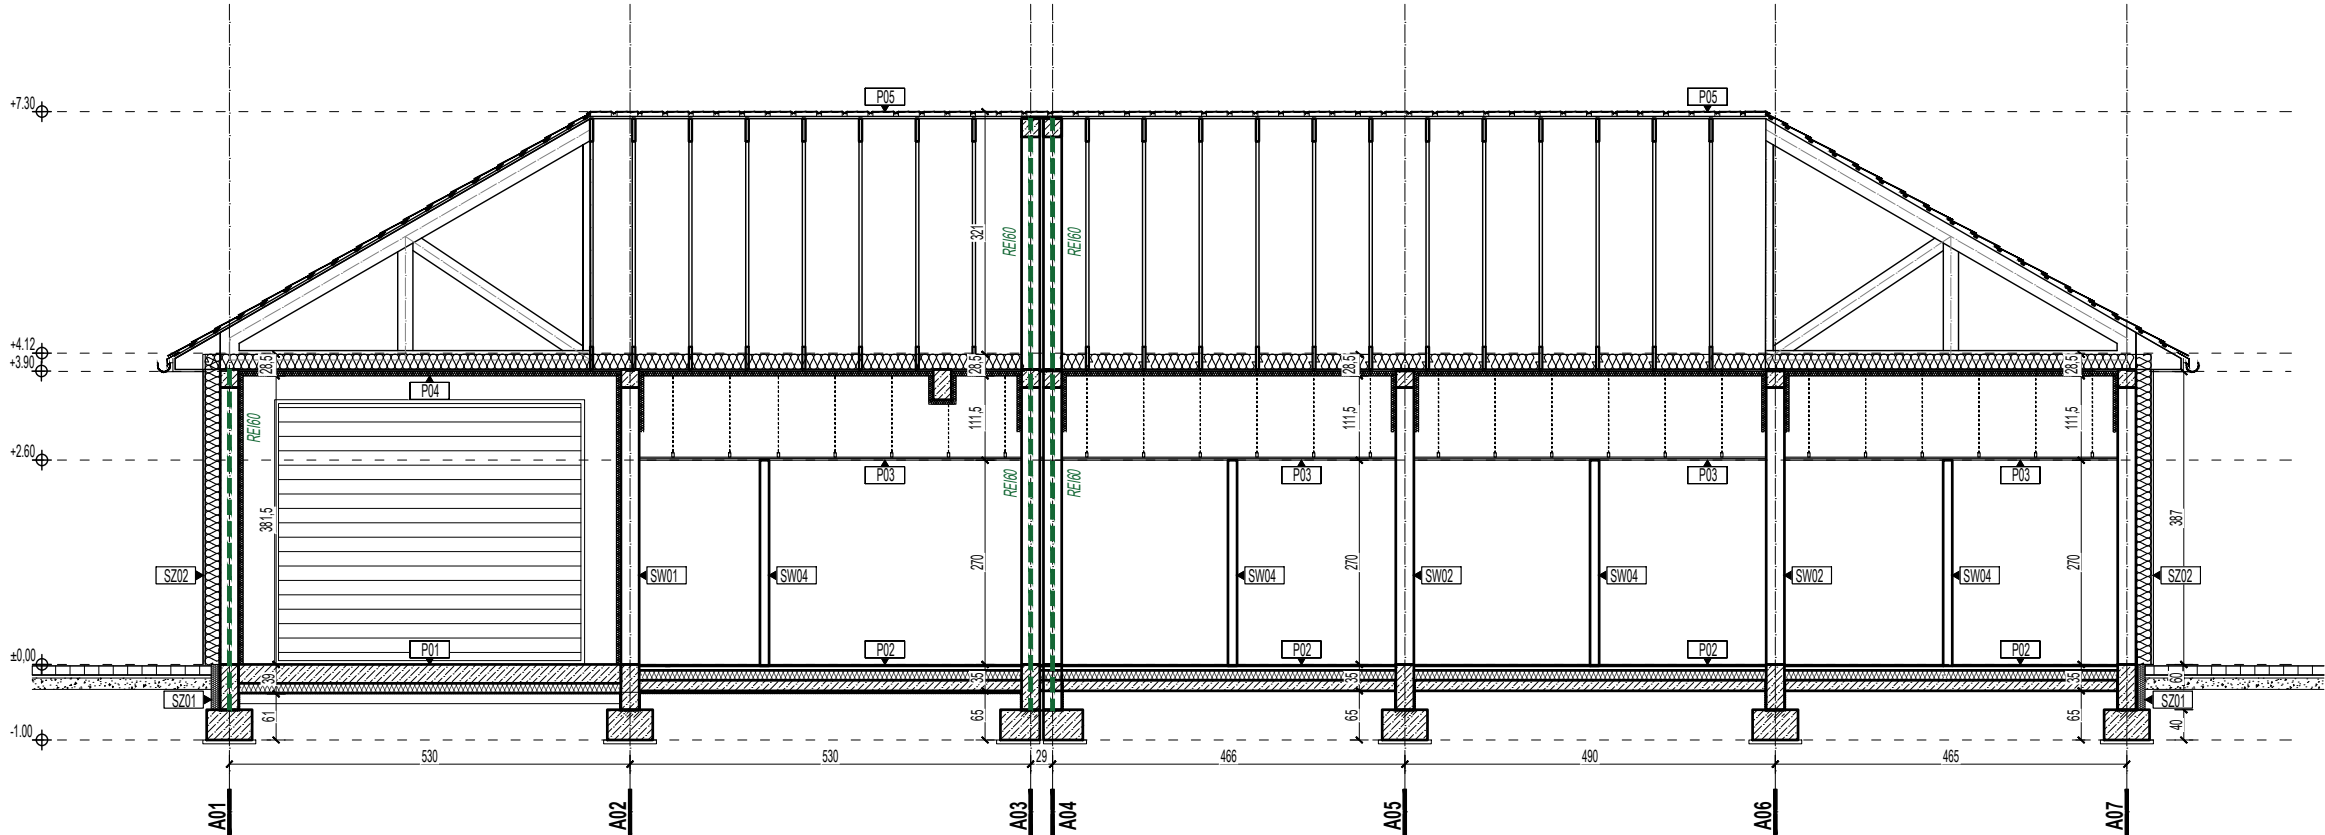 +7.30
P05
P05
REI60
321
REI60
+4.12
+3.90
28,5
28,5
28,5
28,5
P04
REI60
111,5
111,5
111,5
+2.60
P03
P03
P03
P03
REI60
REI60
381,5
270
270
270
387
SZ02
SW01
SW04
SW04
SW02
SW04
SW02
SW04
SZ02
±0,00
P01
P02
P02
P02
P02
39
35
35
35
60
SZ01
SZ01
61
65
65
65
40
-1.00
530
530
29
466
490
465
A01
A02
A03
A04
A05
A06
A07